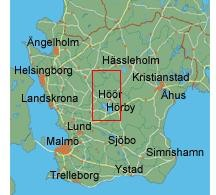 Ängelholm
Hässleholm
Helsingborg
Kristianstad
Höör
Åhus
Landskrona
Hörby
Lund
Sjöbo
Malmö
Simrishamn
Ystad
Trelleborg